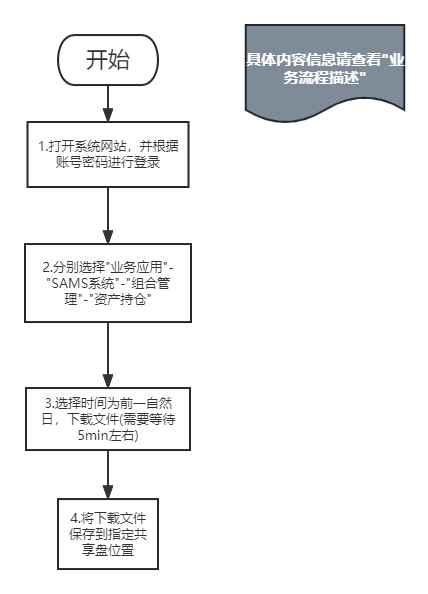 开始
具体内容信息请查看"业
务流程描述"
1.打开系统网站，并根据
账号密码进行登录
2.分别选择"业务应用"-
"SAMS系统"-"组合管
理"-"资产持仓"
3.选择时间为前一自然
日，下载文件(需要等待
5min左右)
4.将下载文件
保存到指定共
享盘位置